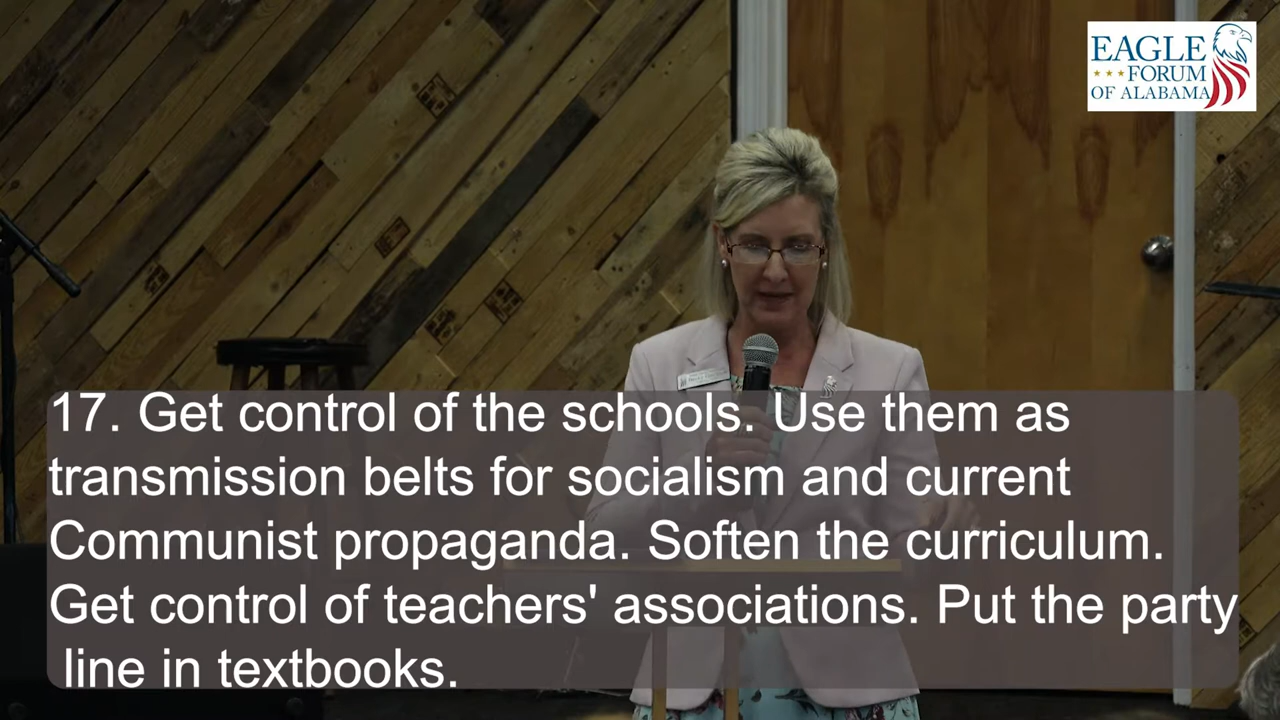 EAGLE
FORUM
OF ALABAMA
17. Get control of the schools. Use them as
transmission belts for socialism and current
Communist propaganda. Soften the curriculum.
Get control of teachers' associations. Put the party
line in textbooks.